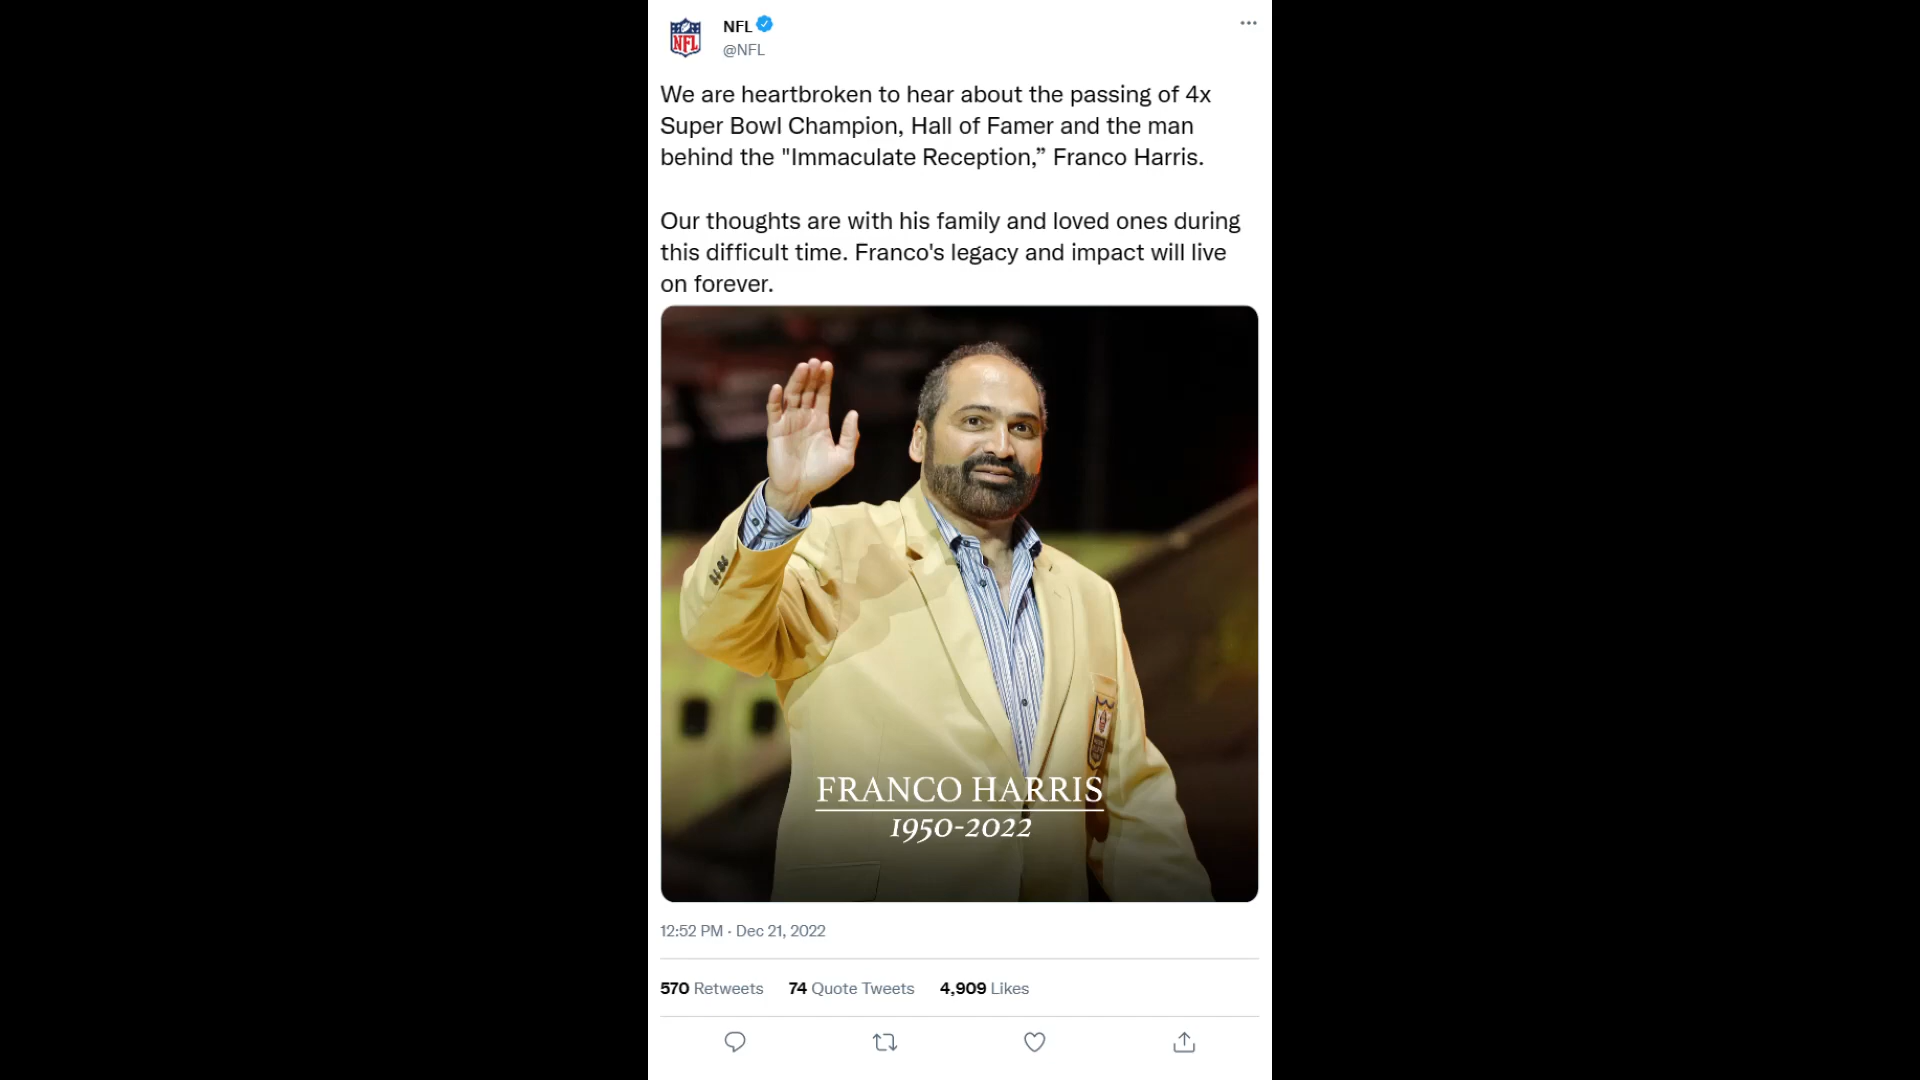 NFL
@NFL
We are heartbroken to hear about the passing of 4x
Super Bowl Champion, Hall of Famer and the man
behind the "Immaculate Reception,” Franco Harris.
Our thoughts are with his family and loved ones during
this difficult time. Franco's legacy and impact will live
on forever.
FRANCO HARRIS
1950-2022
12:52 PM · Dec 21, 2022
570 Retweets 74 Quote Tweets 4,909 Likes